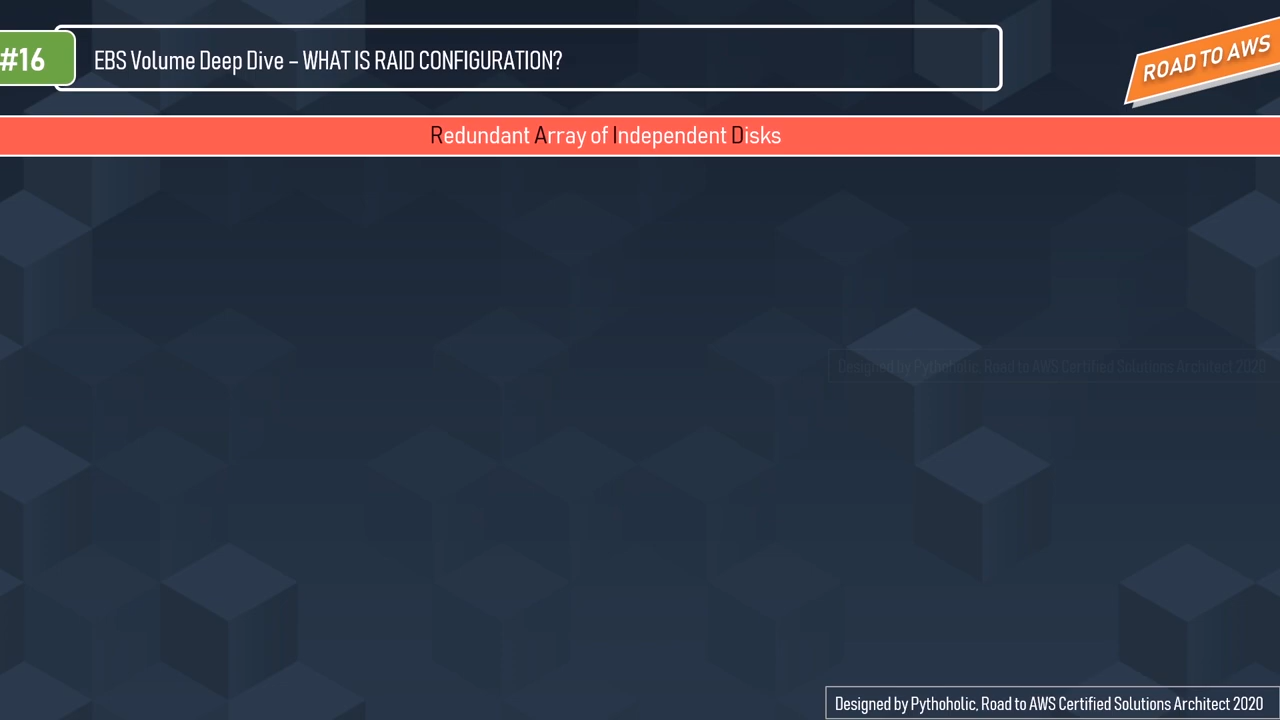 #16
EBS Volume Deep Dive – WHAT IS RAID CONFIGURATION?
ROAD TO AWS
Redundant Array of Independent Disks
Designed by Pythoholic, Road to AWS Certified Solutions Architect 2020
Designed by Pythoholic, Road to AWS Certified Solutions Architect 2020